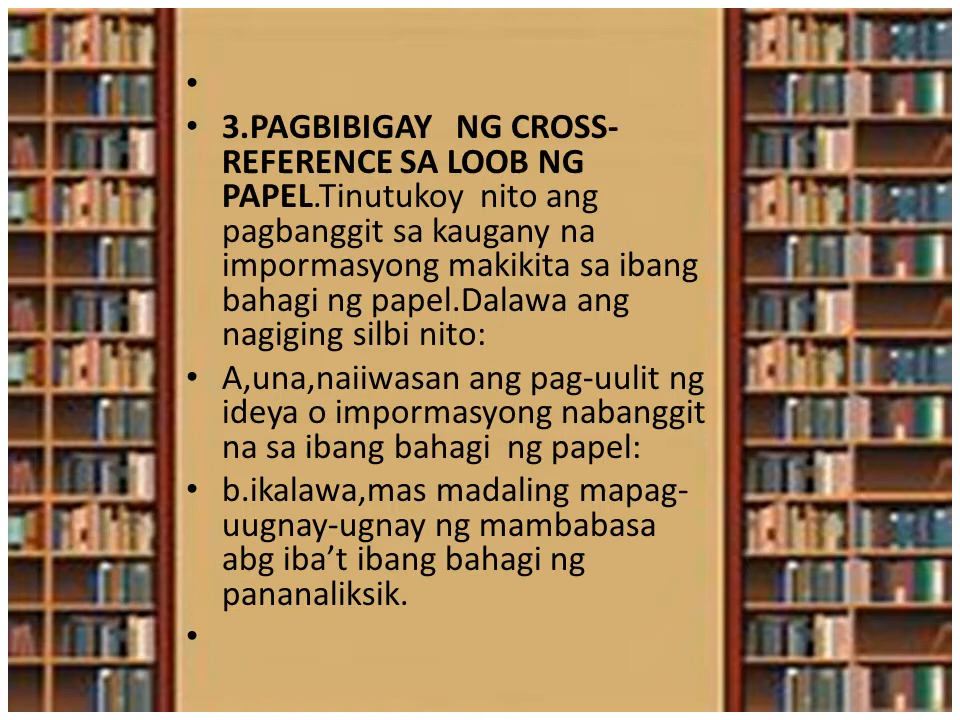 •
• 3.PAGBIBIGAY NG CROSS-
REFERENCE SA LOOB NG
PAPEL.Tinutukoy nito ang
pagbanggit sa kaugany na
impormasyong makikita sa ibang
bahagi ng papel.Dalawa ang
nagiging silbi nito:
• A,una,naiiwasan ang pag-uulit ng
ideya o impormasyong nabanggit
na sa ibang bahagi ng papel:
• b.ikalawa,mas madaling mapag-
uugnay-ugnay ng mambabasa
abg iba’t ibang bahagi ng
pananaliksik.
•